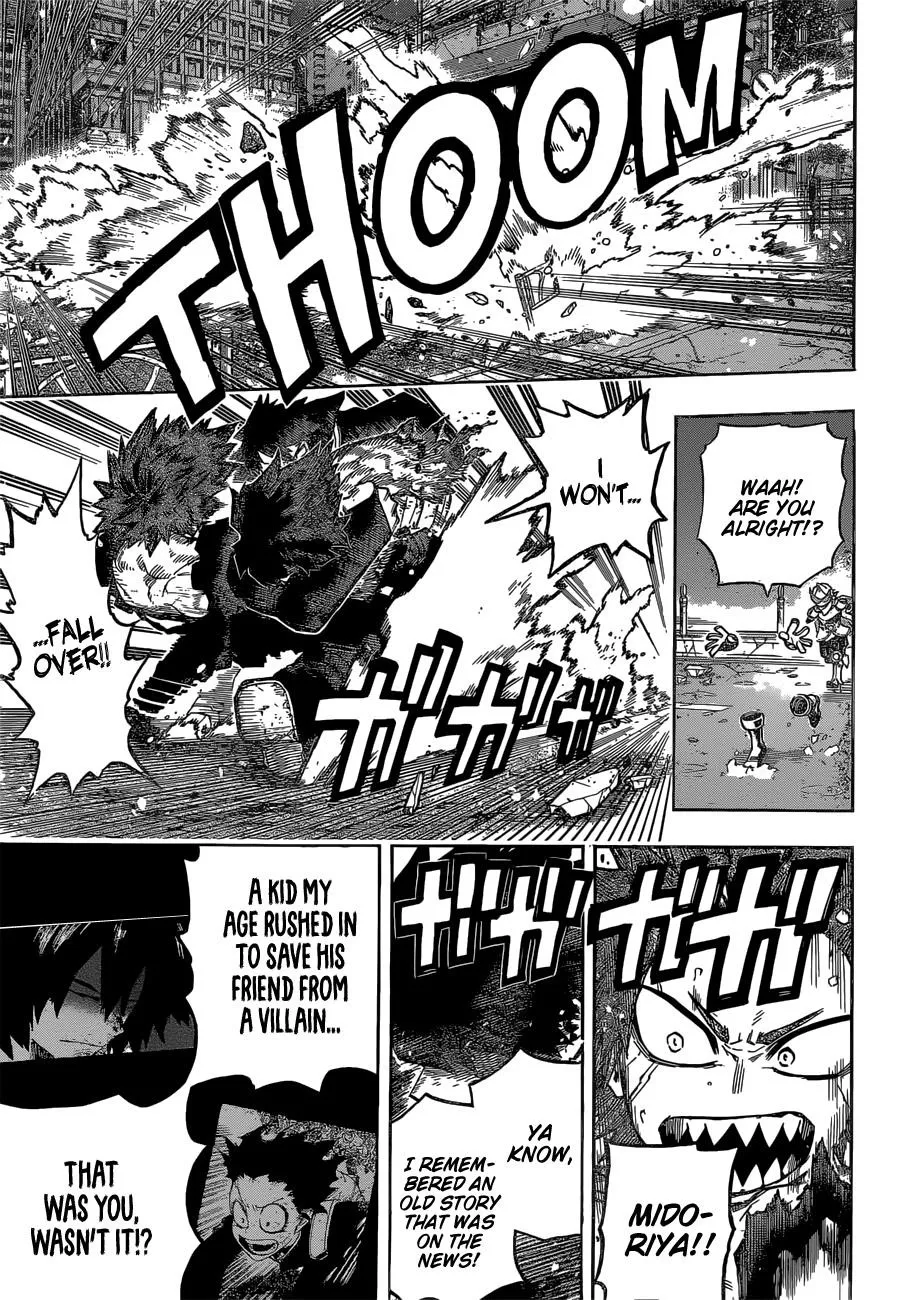 THOOM
WAAH!
ARE YOU
ALRIGHT!?
I
WON'T...
...FALL
OVER!!
ガガガ
ガガ
MIDO-
RIYA!!
ガガ
YA
KNOW,
I REMEM-
BERED AN
OLD STORY
THAT WAS
ON THE
NEWS!
A KID MY
AGE RUSHED IN
TO SAVE HIS
FRIEND FROM
A VILLAIN...
THAT
WAS YOU,
WASN'T IT!?